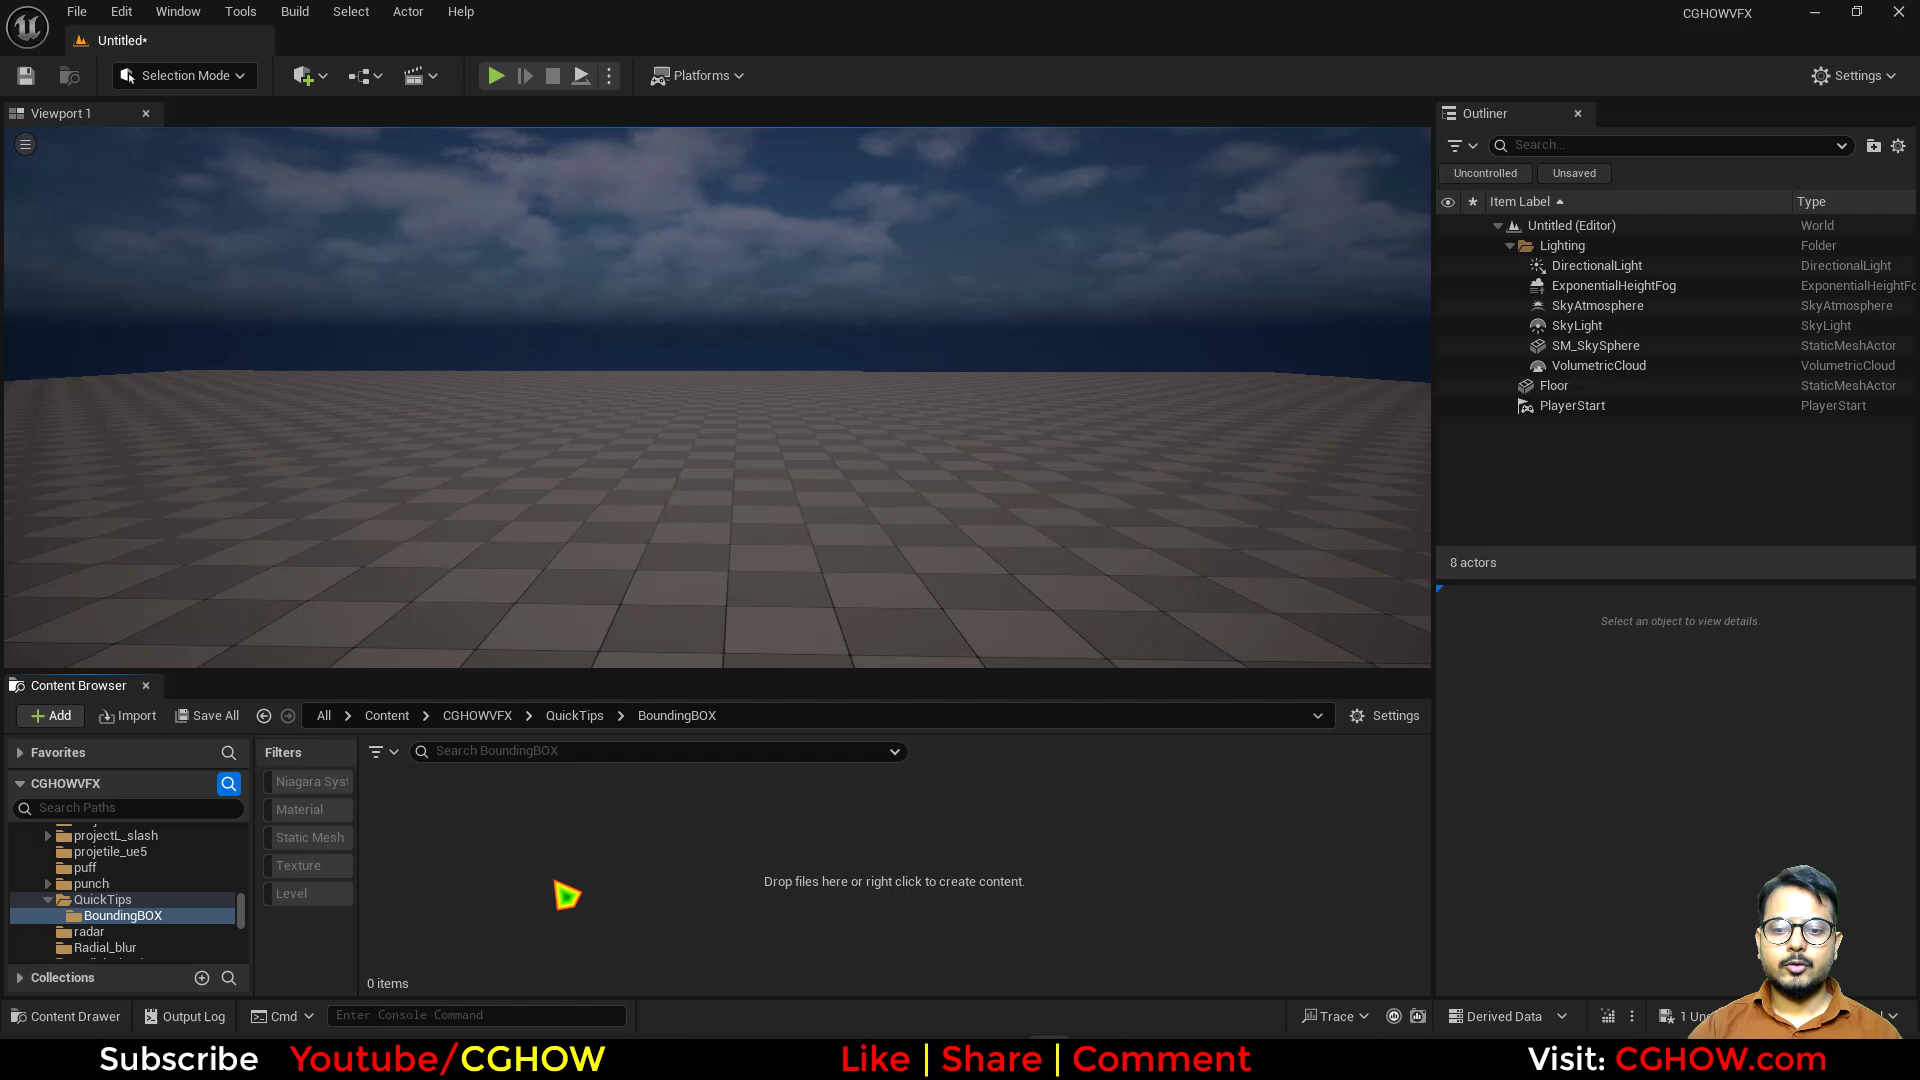 File Edit Window Tools Build Select Actor Help
CGHOWVFX
Untitled*
Selection Mode
Platforms
Settings
Viewport 1
Outliner
Search...
Uncontrolled Unsaved
Item Label Type
Untitled (Editor) World
Lighting Folder
DirectionalLight DirectionalLight
ExponentialHeightFog ExponentialHeightFo
SkyAtmosphere SkyAtmosphere
SkyLight SkyLight
SM_SkySphere StaticMeshActor
VolumetricCloud VolumetricCloud
Floor StaticMeshActor
PlayerStart PlayerStart
8 actors
Select an object to view details.
Content Browser
Add Import Save All All Content CGHOWVFX QuickTips BoundingBOX Settings
Favorites
Filters
Search BoundingBOX
CGHOWVFX
Search Paths
projectL_slash
projetile_ue5
puff
punch
QuickTips
BoundingBOX
radar
Radial_blur
Collections
Niagara Sys
Material
Static Mesh
Texture
Level
Drop files here or right click to create content.
0 items
Content Drawer Output Log Cmd Enter Console Command Trace Derived Data
Subscribe Youtube/CGHOW Like | Share | Comment Visit: CGHOW.com